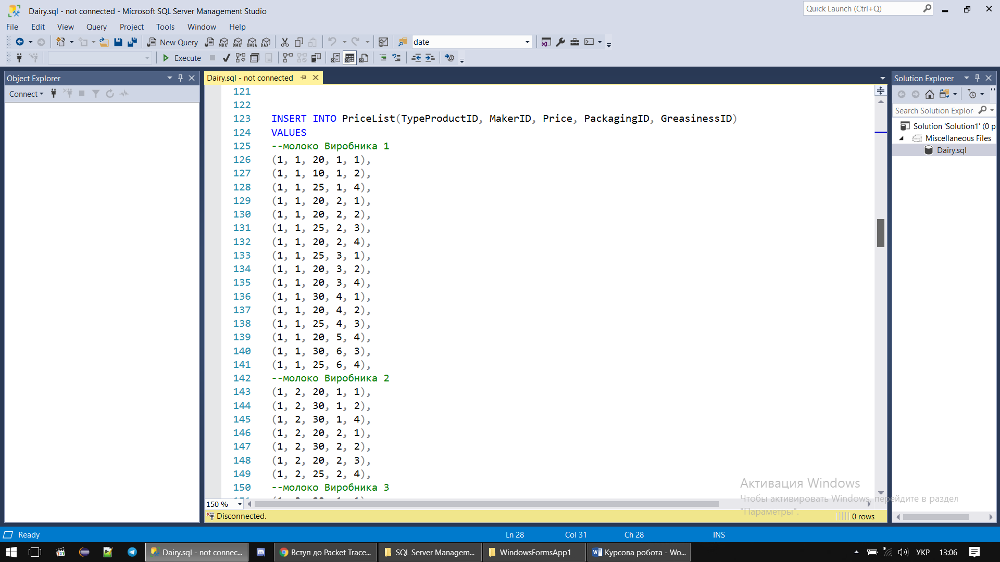 Dairy.sql - not connected - Microsoft SQL Server Management Studio
Quick Launch (Ctrl+Q)
File Edit View Query Project Tools Window Help
New Query
MDX DMX XMLA DAX
date
Execute
Object Explorer
Connect
Dairy.sql - not connected
121
122
123 INSERT INTO PriceList(TypeProductID, MakerID, Price, PackagingID, GreasinessID)
124 VALUES
125 --молоко Виробника 1
126 (1, 1, 20, 1, 1),
127 (1, 1, 10, 1, 2),
128 (1, 1, 25, 1, 4),
129 (1, 1, 20, 2, 1),
130 (1, 1, 20, 2, 2),
131 (1, 1, 25, 2, 3),
132 (1, 1, 20, 2, 4),
133 (1, 1, 25, 3, 1),
134 (1, 1, 20, 3, 2),
135 (1, 1, 20, 3, 4),
136 (1, 1, 30, 4, 1),
137 (1, 1, 20, 4, 2),
138 (1, 1, 25, 4, 3),
139 (1, 1, 20, 5, 4),
140 (1, 1, 30, 6, 3),
141 (1, 1, 25, 6, 4),
142 --молоко Виробника 2
143 (1, 2, 20, 1, 1),
144 (1, 2, 30, 1, 2),
145 (1, 2, 30, 1, 4),
146 (1, 2, 20, 2, 1),
147 (1, 2, 30, 2, 2),
148 (1, 2, 20, 2, 3),
149 (1, 2, 25, 2, 4),
150 --молоко Виробника 3
150 %
Disconnected.
0 rows
Solution Explorer
Search Solution Explor
Solution 'Solution1' (0 p
Miscellaneous Files
Dairy.sql
Активация Windows
Чтобы активировать Windows, перейдите в раздел
"Параметры".
Ready
Ln 28 Col 31 Ch 28 INS
Dairy.sql - not connec...
Вступ до Packet Trace...
SQL Server Managem...
WindowsFormsApp1
Курсова робота - Wo...
УКР
13:06